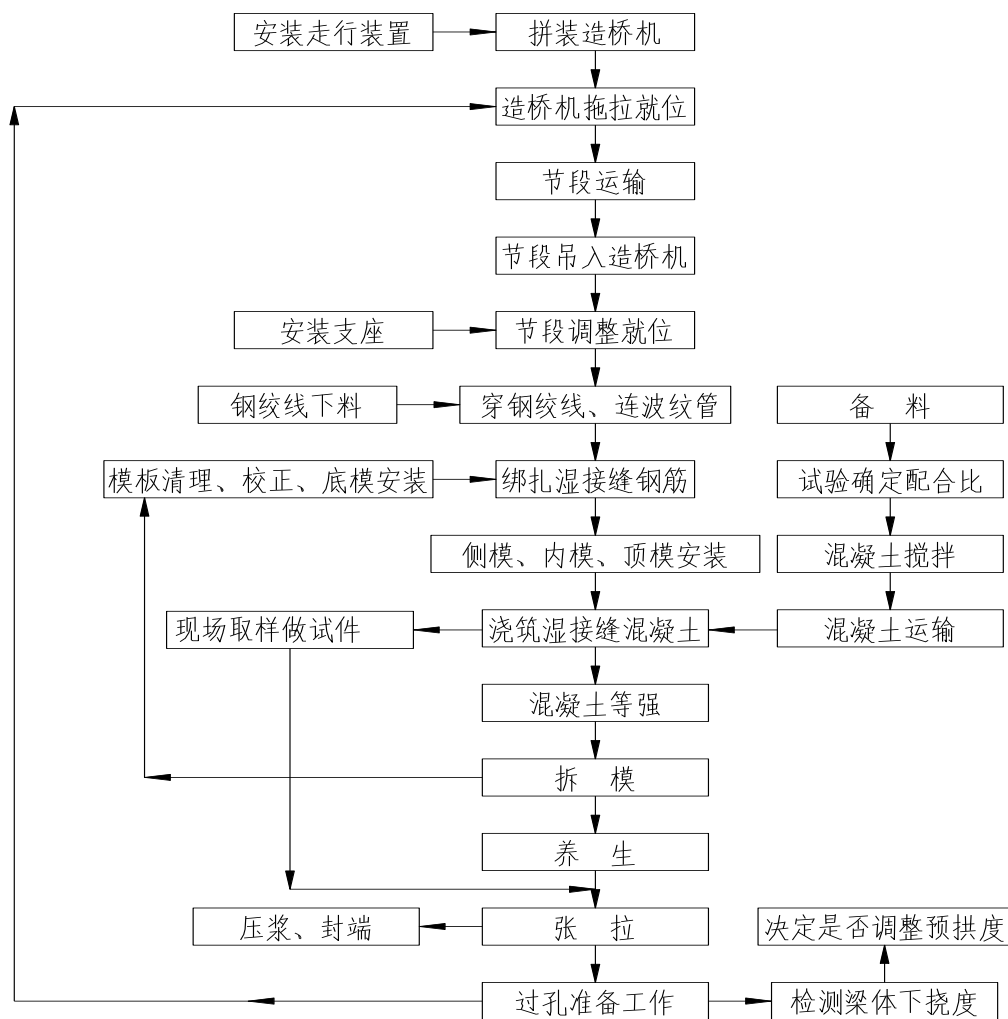 安装走行装置
拼装造桥机
造桥机拖拉就位
节段运输
节段吊入造桥机
安装支座
节段调整就位
钢绞线下料
穿钢绞线、连波纹管
备 料
模板清理、校正、底模安装
绑扎湿接缝钢筋
试验确定配合比
侧模、内模、顶模安装
混凝土搅拌
现场取样做试件
浇筑湿接缝混凝土
混凝土运输
混凝土等强
拆 模
养 生
压浆、封端
张 拉
决定是否调整预拱度
过孔准备工作
检测梁体下挠度